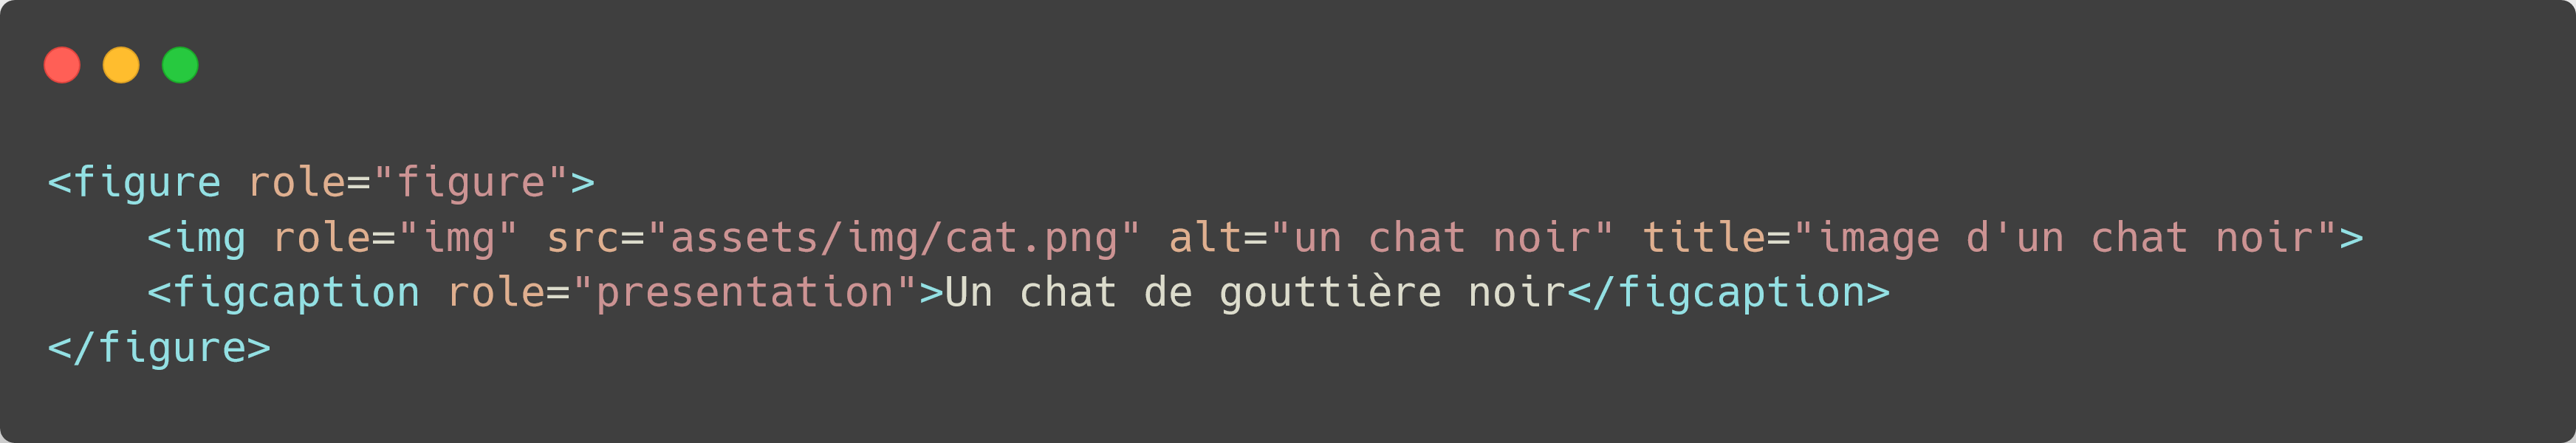 <figure role="figure">
    <img role="img" src="assets/img/cat.png" alt="un chat noir" title="image d'un chat noir">
    <figcaption role="presentation">Un chat de gouttière noir</figcaption>
</figure>